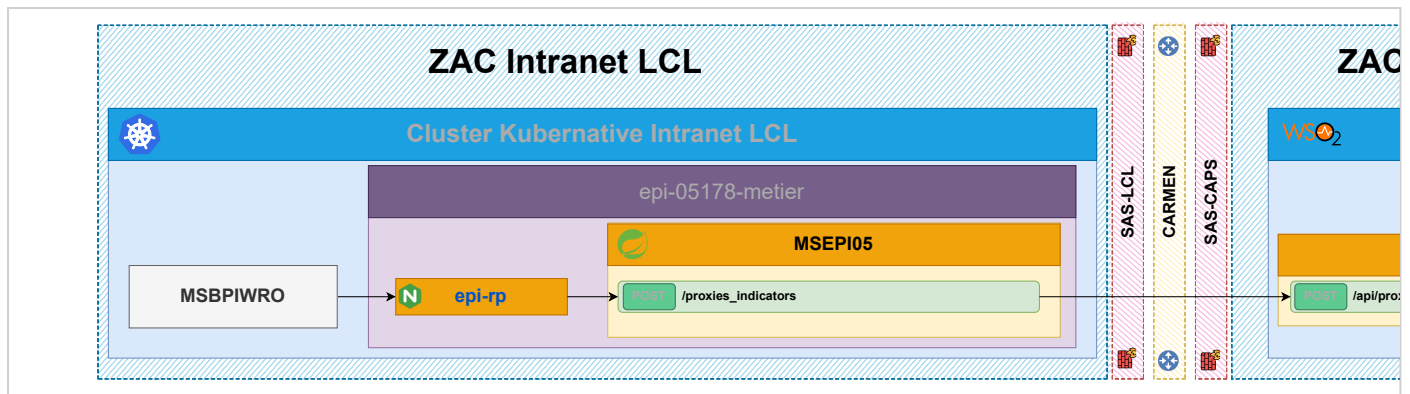 ZAC Intranet LCL
ZAC
Cluster Kubernative Intranet LCL
WSO2
epi-05178-metier
SAS-LCL
CARMEN
SAS-CAPS
MSEPI05
MSBPIWRO
epi-rp
POST /proxies_indicators
POST /api/prox